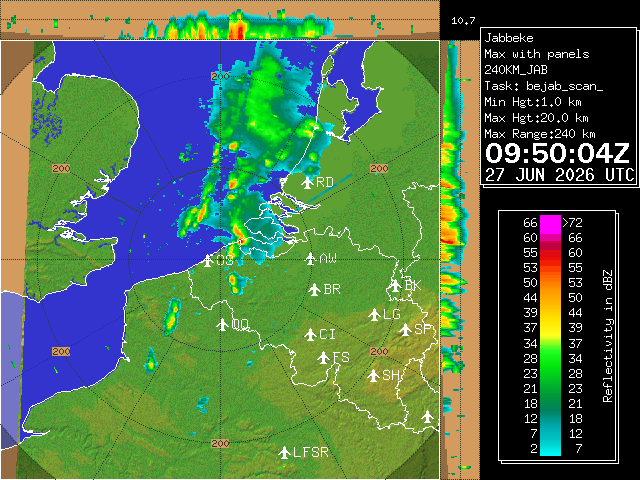 10.7
Jabbeke
Max with panels
240KM_JAB
Task: bejab_scan_
Min Hgt:1.0 km
Max Hgt:20.0 km
Max Range:240 km
09:50:04Z
27 JUN 2026 UTC
200
200
200
200
200
RD
OS
AW
BR
BK
LG
QQ
CI
SP
FS
SH
LFSR
66 >72
60 66
55 60
53 55
50 53
44 50
39 44
37 39
34 37
28 34
23 28
21 23
18 21
12 18
7 12
2 7
Reflectivity in dBZ